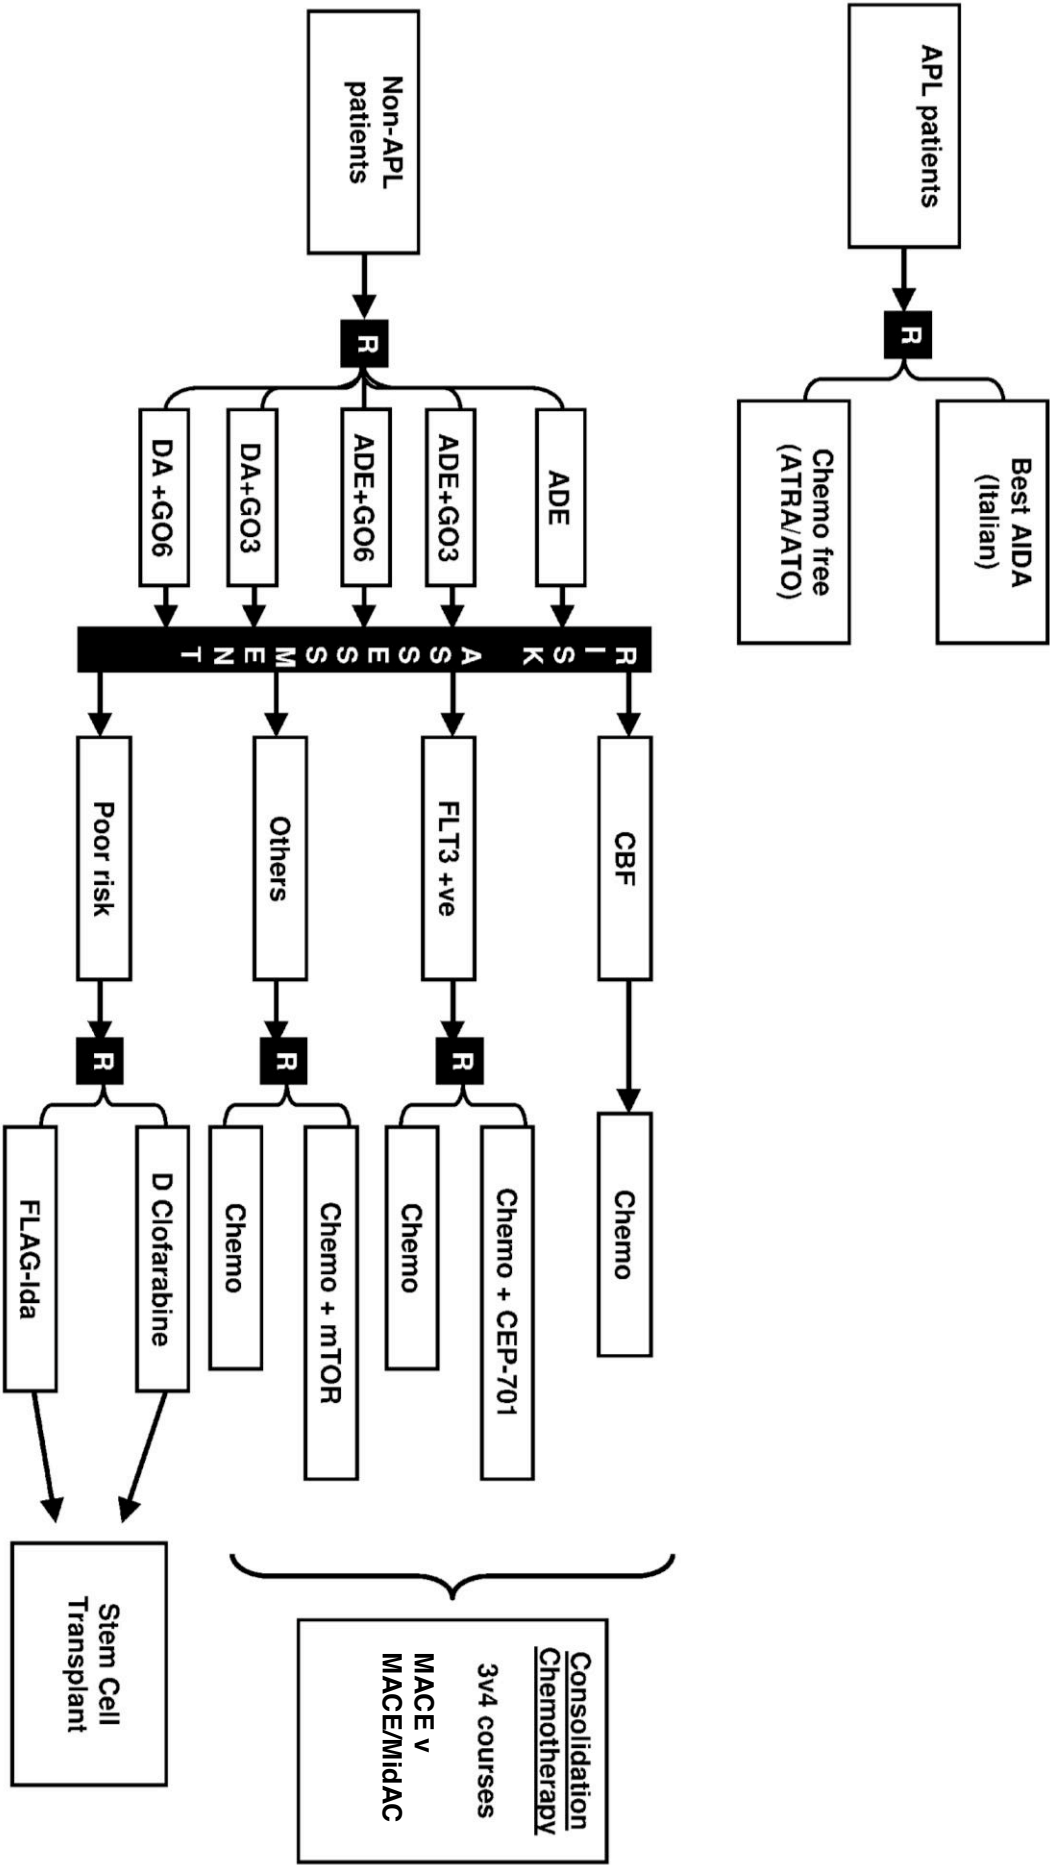 APL patients
R
Best AIDA
(Italian)
Chemo free
(ATRA/ATO)
Non-APL
patients
R
ADE
ADE+GO3
ADE+GO6
DA+GO3
DA +GO6
RISK ASSESSMENT
CBF
FLT3 +ve
Others
Poor risk
R
R
R
Chemo
Chemo + CEP-701
Chemo
Chemo + mTOR
Chemo
D Clofarabine
FLAG-Ida
Consolidation
Chemotherapy
3v4 courses
MACE v
MACE/MidAC
Stem Cell
Transplant